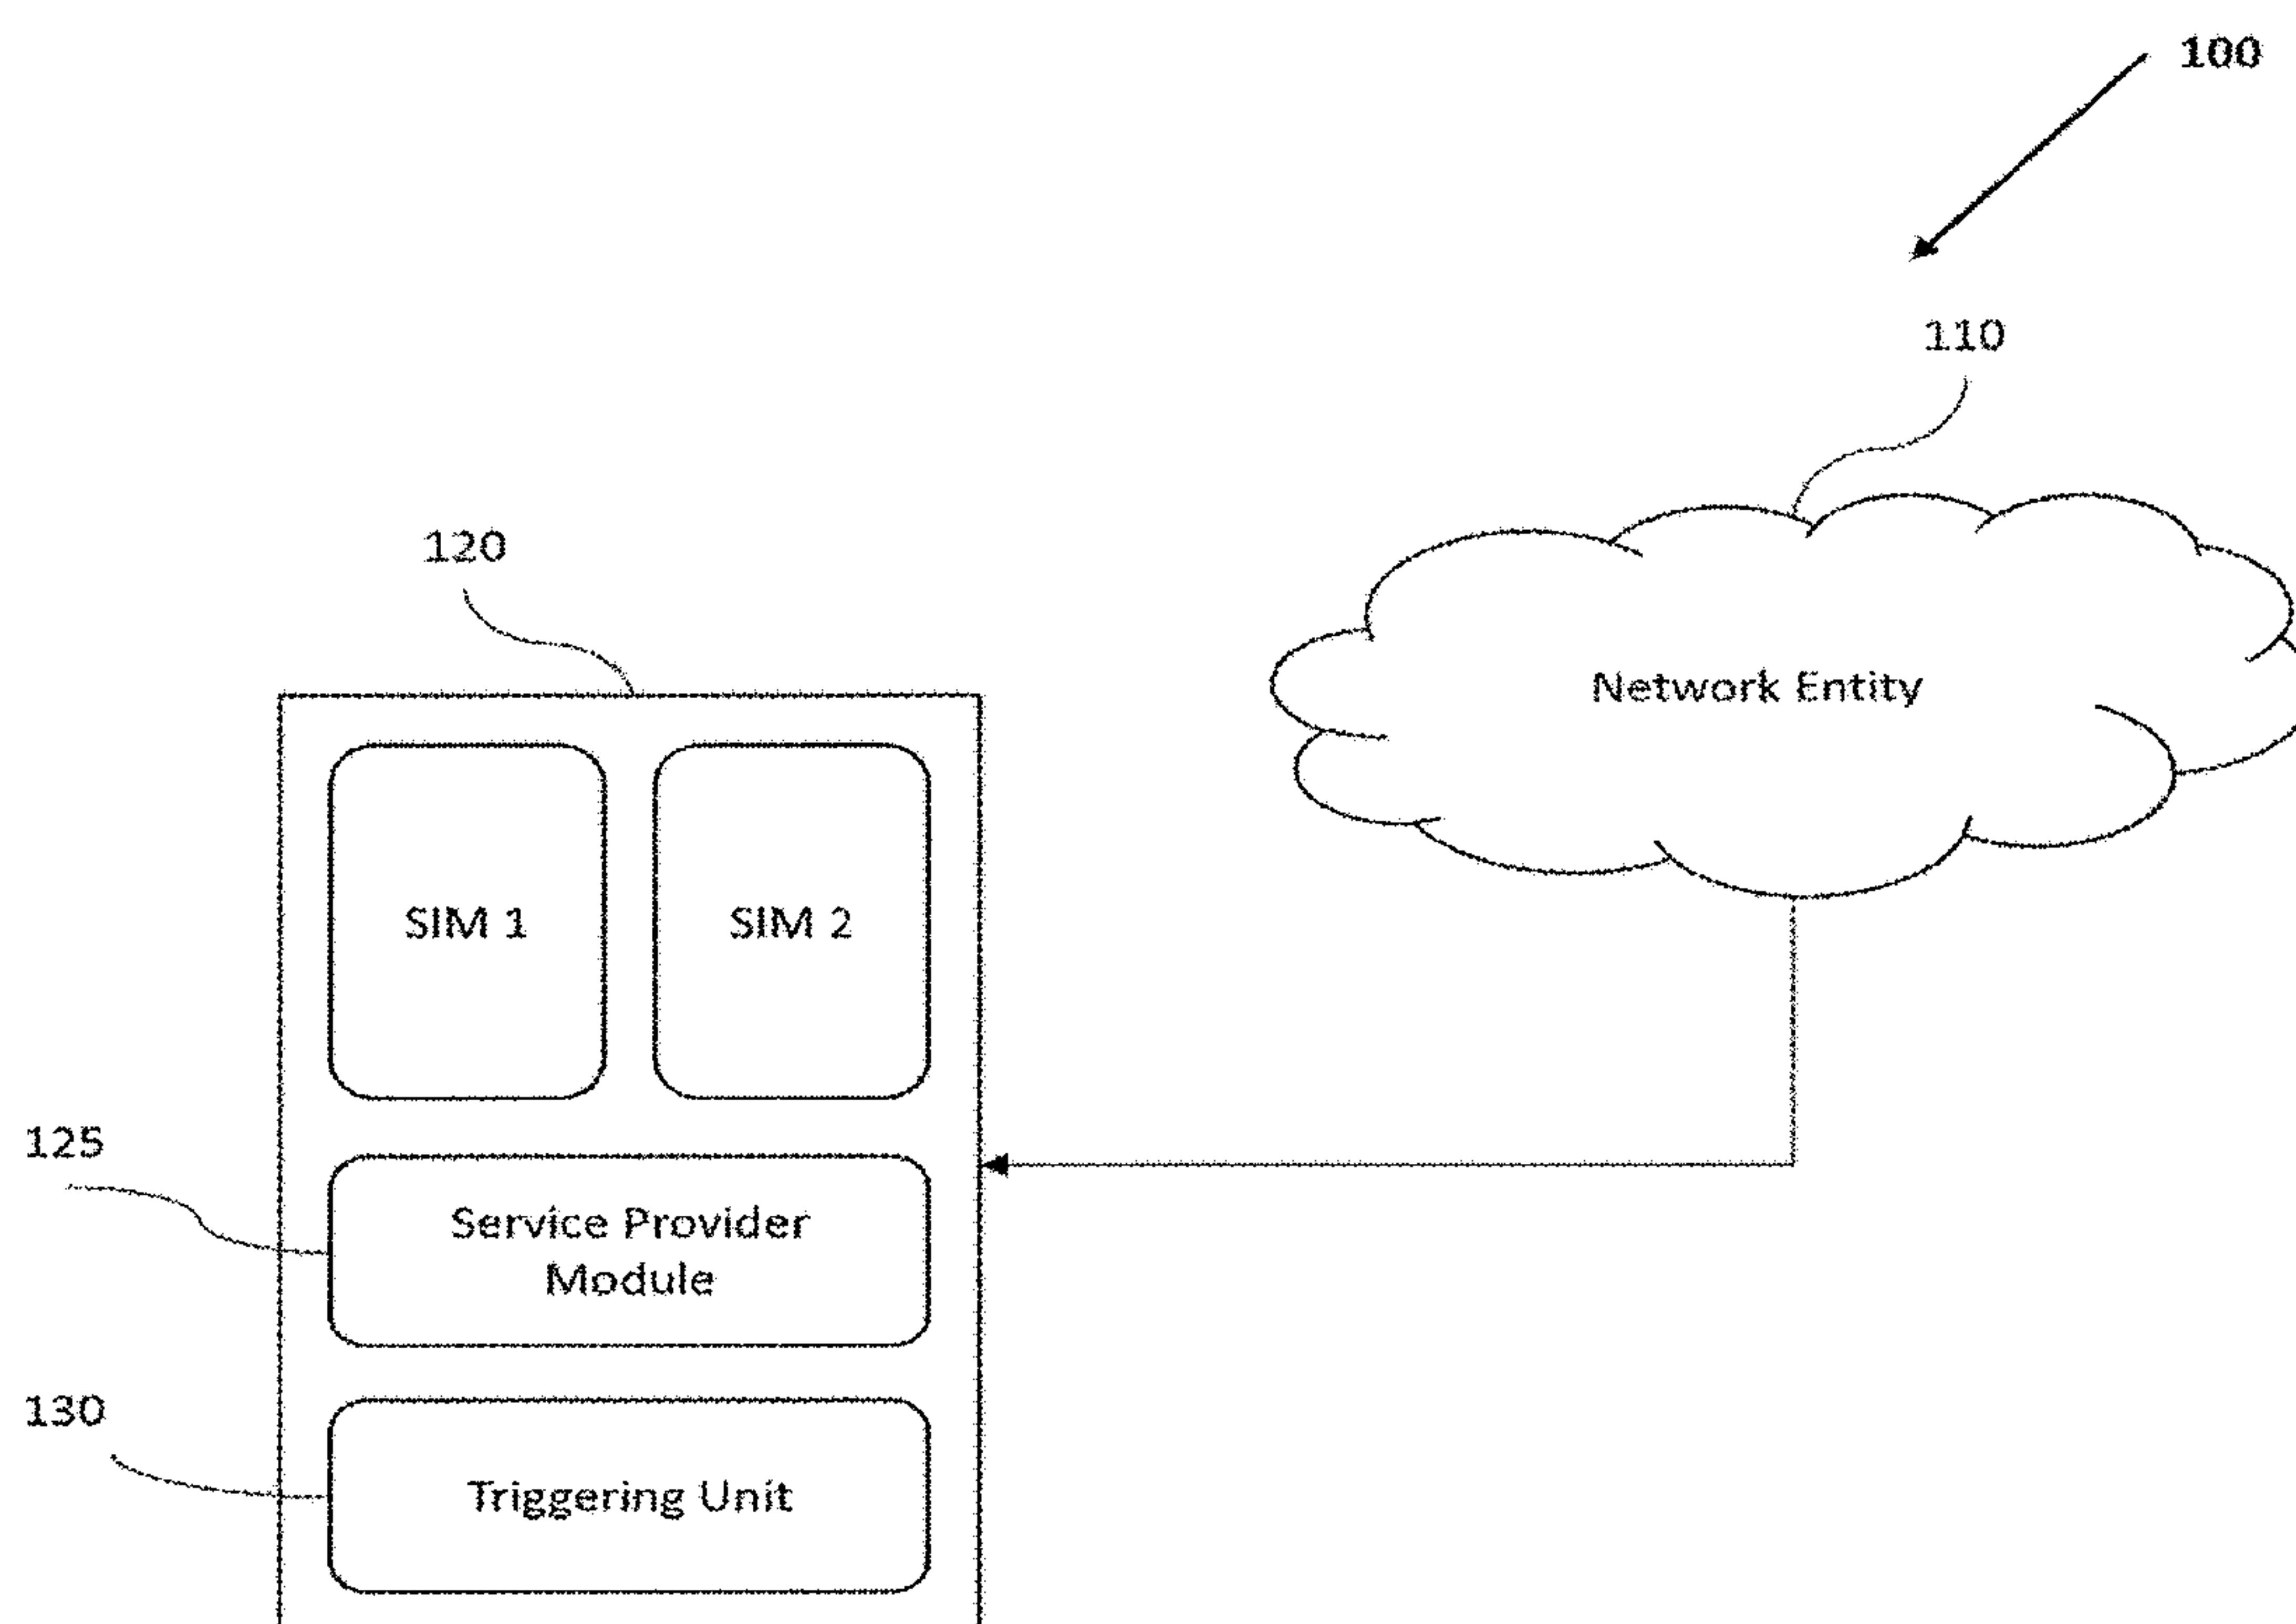 100
110
120
Network Entity
SIM 1
SIM 2
125
Service Provider
Module
130
Triggering Unit